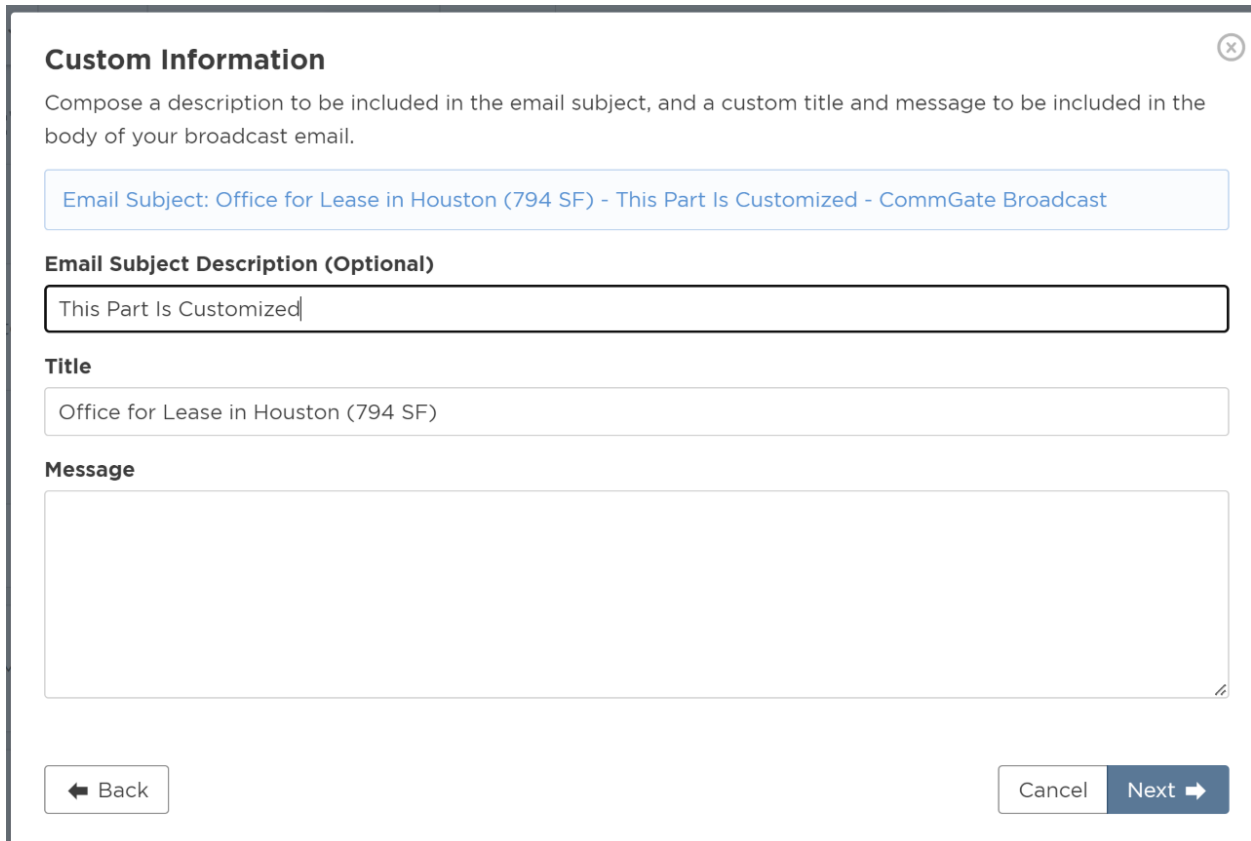 Custom Information
Compose a description to be included in the email subject, and a custom title and message to be included in the
body of your broadcast email.
Email Subject: Office for Lease in Houston (794 SF) - This Part Is Customized - CommGate Broadcast
Email Subject Description (Optional)
This Part Is Customized
Title
Office for Lease in Houston (794 SF)
Message
Back
Cancel
Next